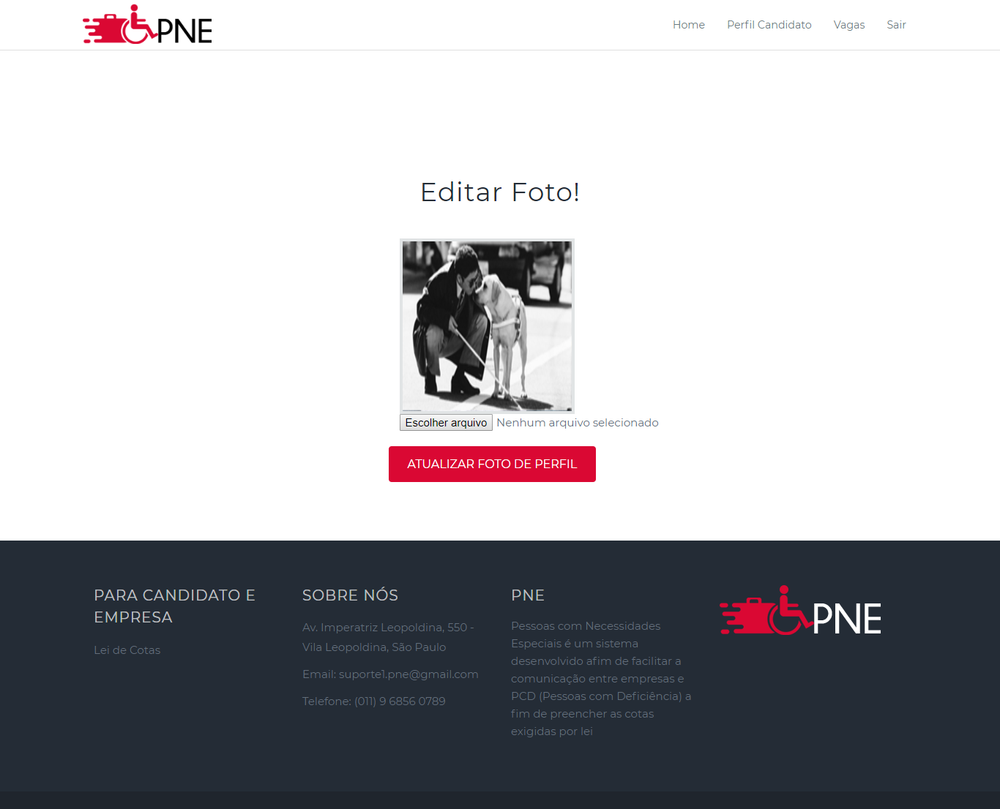 PNE
Home
Perfil Candidato
Vagas
Sair
Editar Foto!
Escolher arquivo Nenhum arquivo selecionado
ATUALIZAR FOTO DE PERFIL
PARA CANDIDATO E
EMPRESA
Lei de Cotas
SOBRE NÓS
Av. Imperatriz Leopoldina, 550 -
Vila Leopoldina, São Paulo
Email: suporte1.pne@gmail.com
Telefone: (011) 9 6856 0789
PNE
Pessoas com Necessidades
Especiais é um sistema
desenvolvido afim de facilitar a
comunicação entre empresas e
PCD (Pessoas com Deficiência) a
fim de preencher as cotas
exigidas por lei
PNE